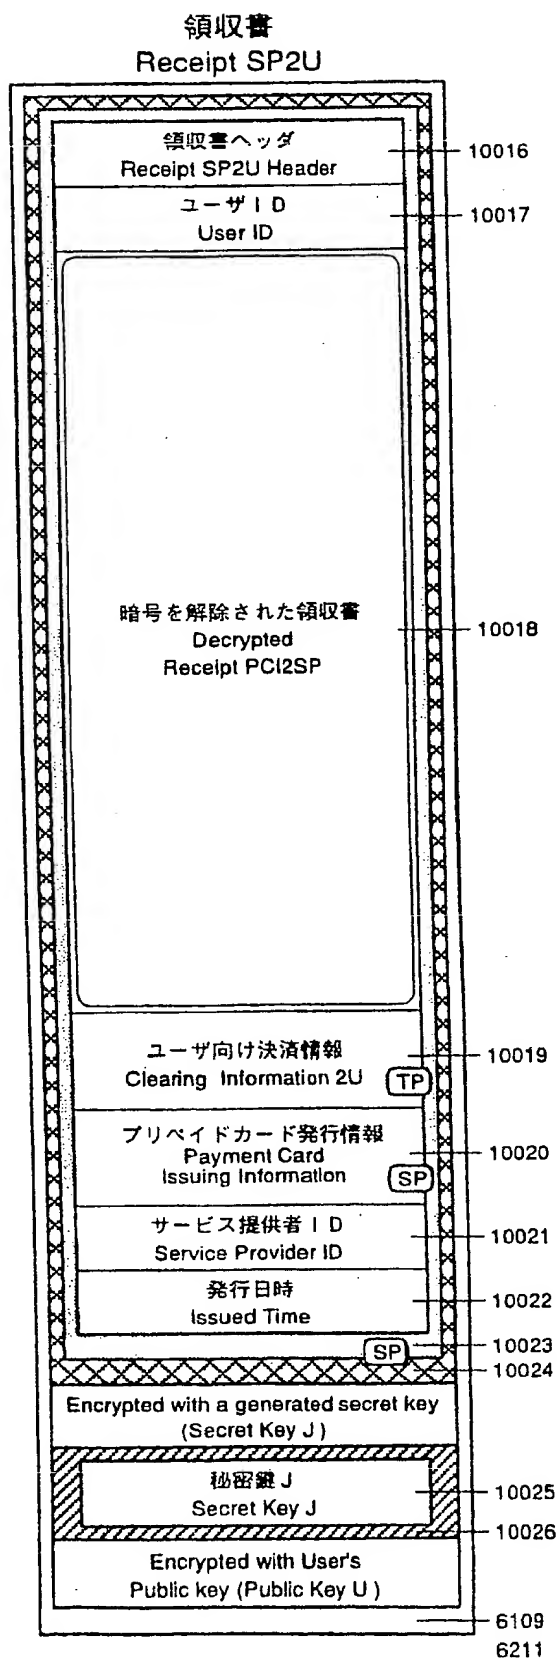 領収書
Receipt SP2U
領収書ヘッダ
Receipt SP2U Header
10016
ユーザID
User ID
10017
暗号を解除された領収書
Decrypted
Receipt PCI2SP
10018
ユーザ向け決済情報
Clearing Information 2U
TP
10019
プリペイドカード発行情報
Payment Card
Issuing Information
SP
10020
サービス提供者ID
Service Provider ID
10021
発行日時
Issued Time
10022
SP
10023
10024
Encrypted with a generated secret key
(Secret Key J)
秘密鍵J
Secret Key J
10025
10026
Encrypted with User's
Public key (Public Key U)
6109
6211